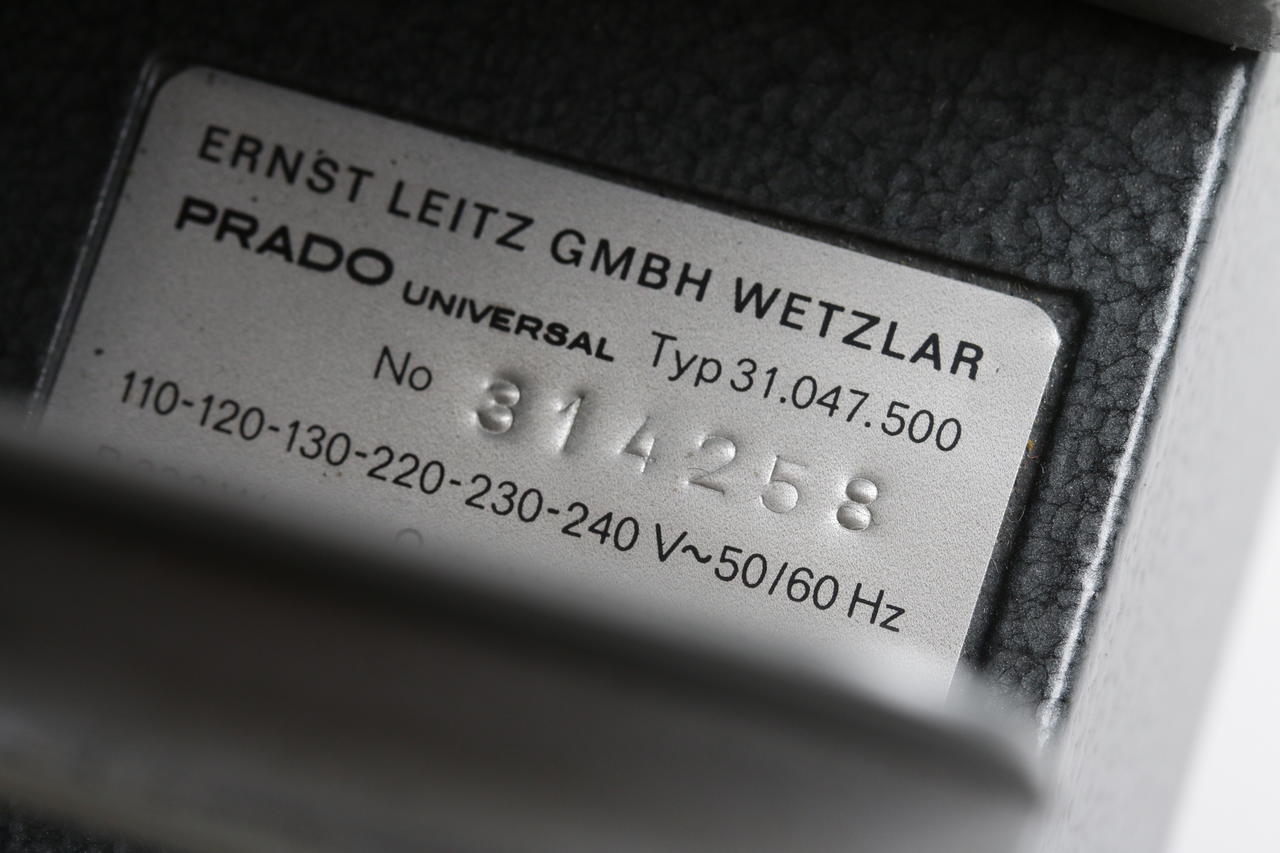 ERNST LEITZ GMBH WETZLAR
PRADO UNIVERSAL Typ 31.047.500
No 314258
110-120-130-220-230-240 V~50/60 Hz